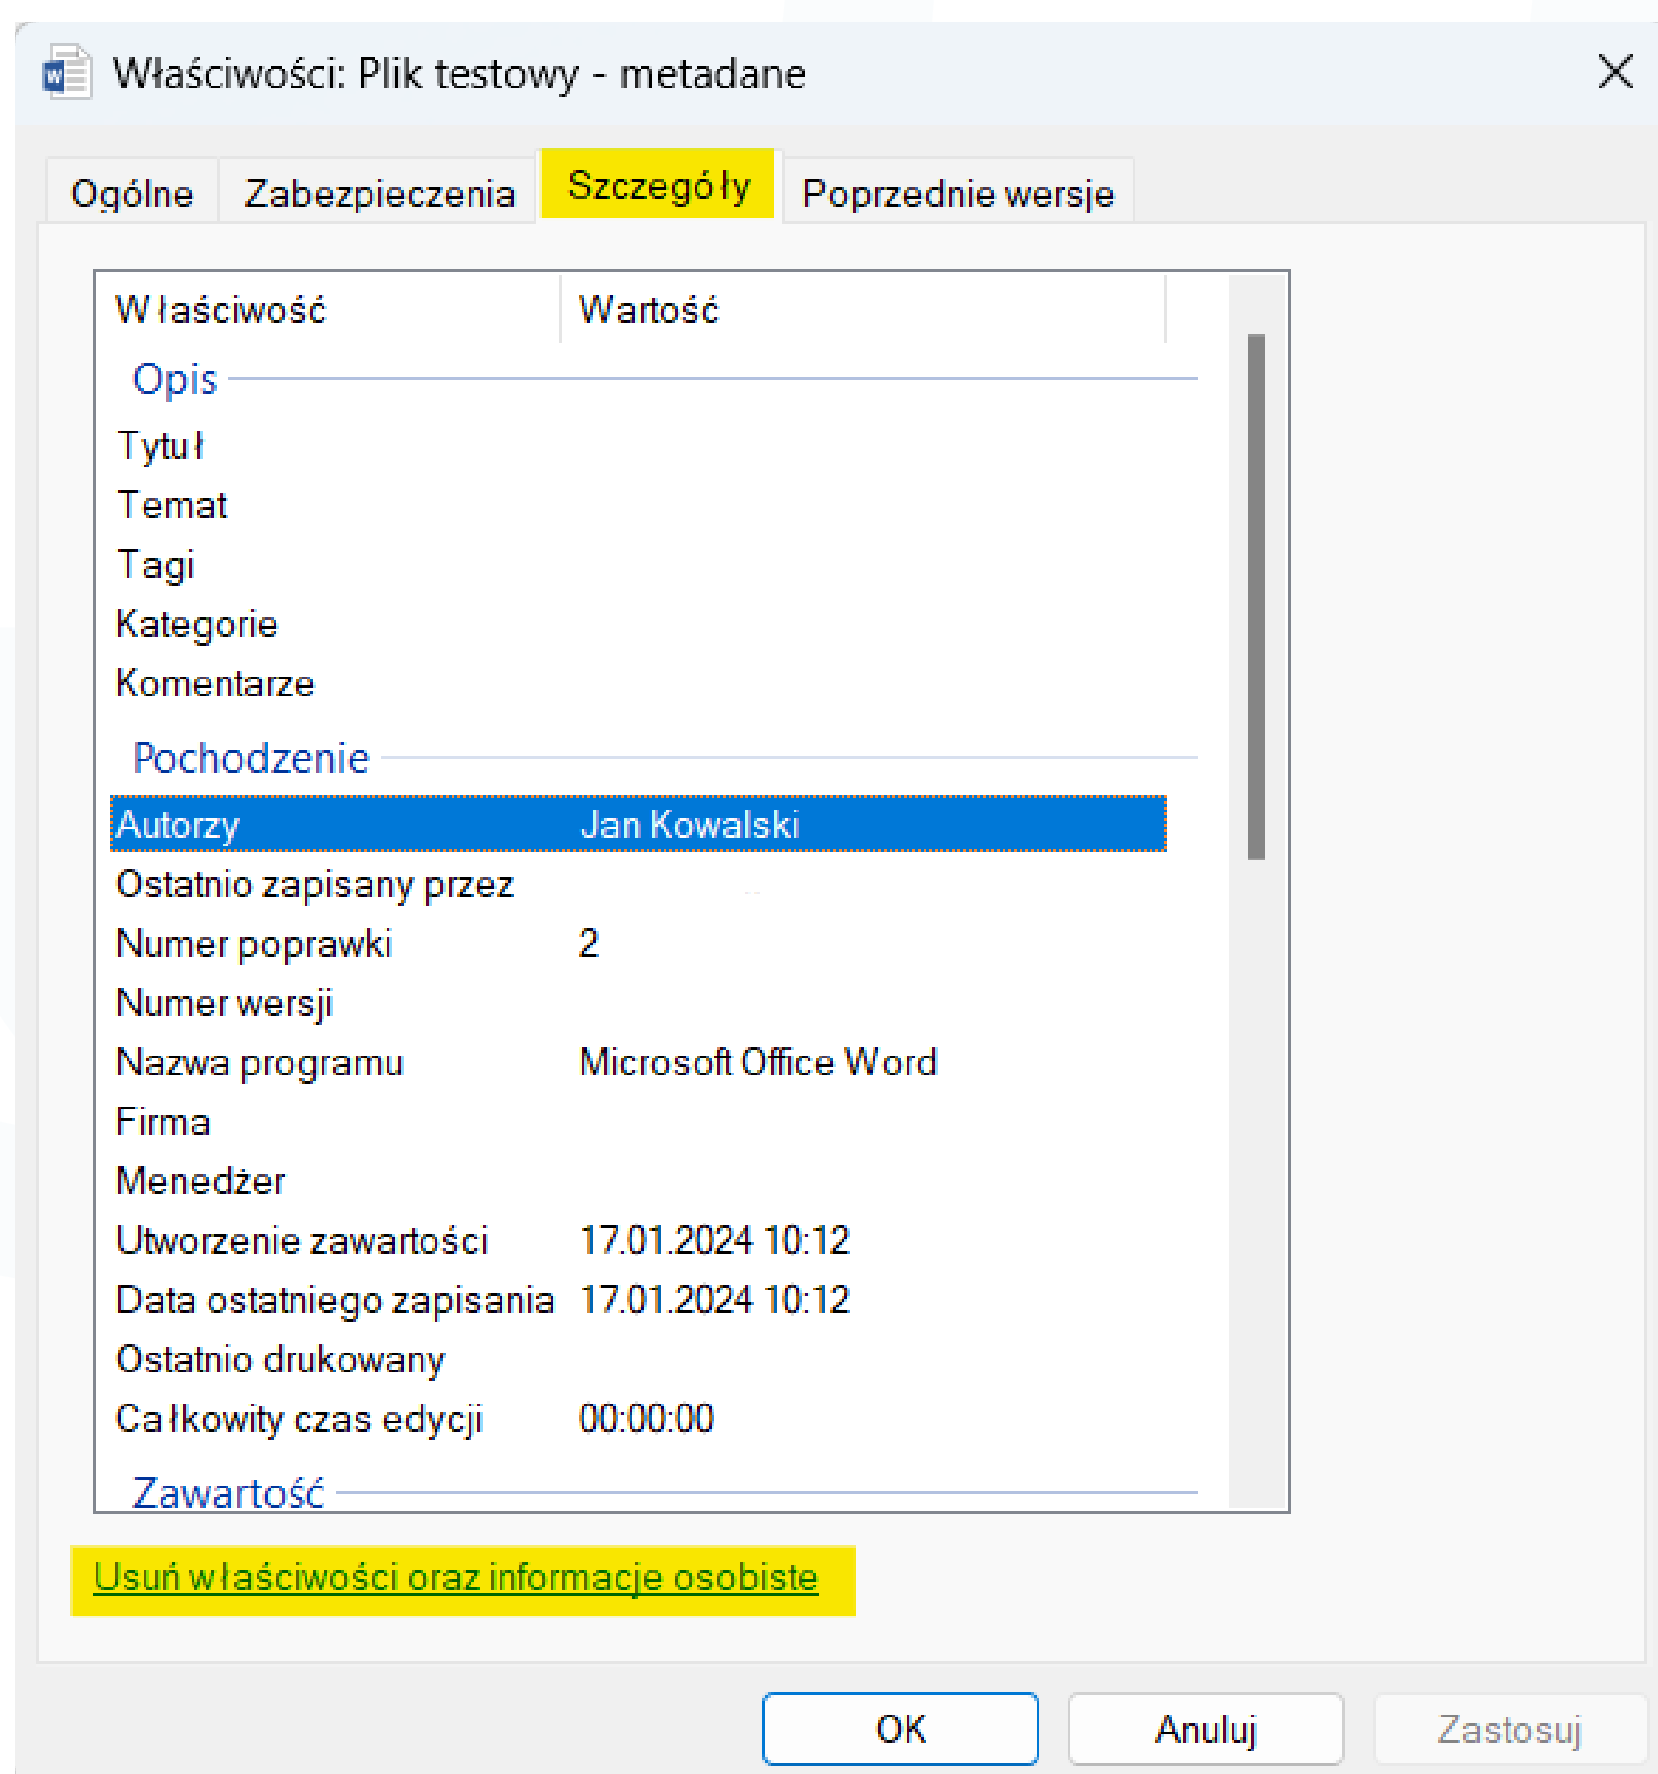 Właściwości: Plik testowy - metadane
Ogólne Zabezpieczenia Szczegóły Poprzednie wersje
Właściwość Wartość
Opis
Tytuł
Temat
Tagi
Kategorie
Komentarze
Pochodzenie
Autorzy Jan Kowalski
Ostatnio zapisany przez
Numer poprawki 2
Numer wersji
Nazwa programu Microsoft Office Word
Firma
Menedżer
Utworzenie zawartości 17.01.2024 10:12
Data ostatniego zapisania 17.01.2024 10:12
Ostatnio drukowany
Całkowity czas edycji 00:00:00
Zawartość
Usuń właściwości oraz informacje osobiste
OK Anuluj Zastosuj